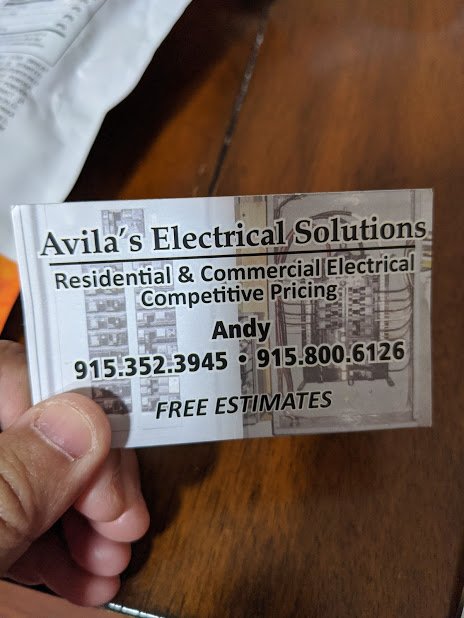 Avila's Electrical Solutions
Residential & Commercial Electrical
Competitive Pricing
Andy
915.352.3945 • 915.800.6126
FREE ESTIMATES